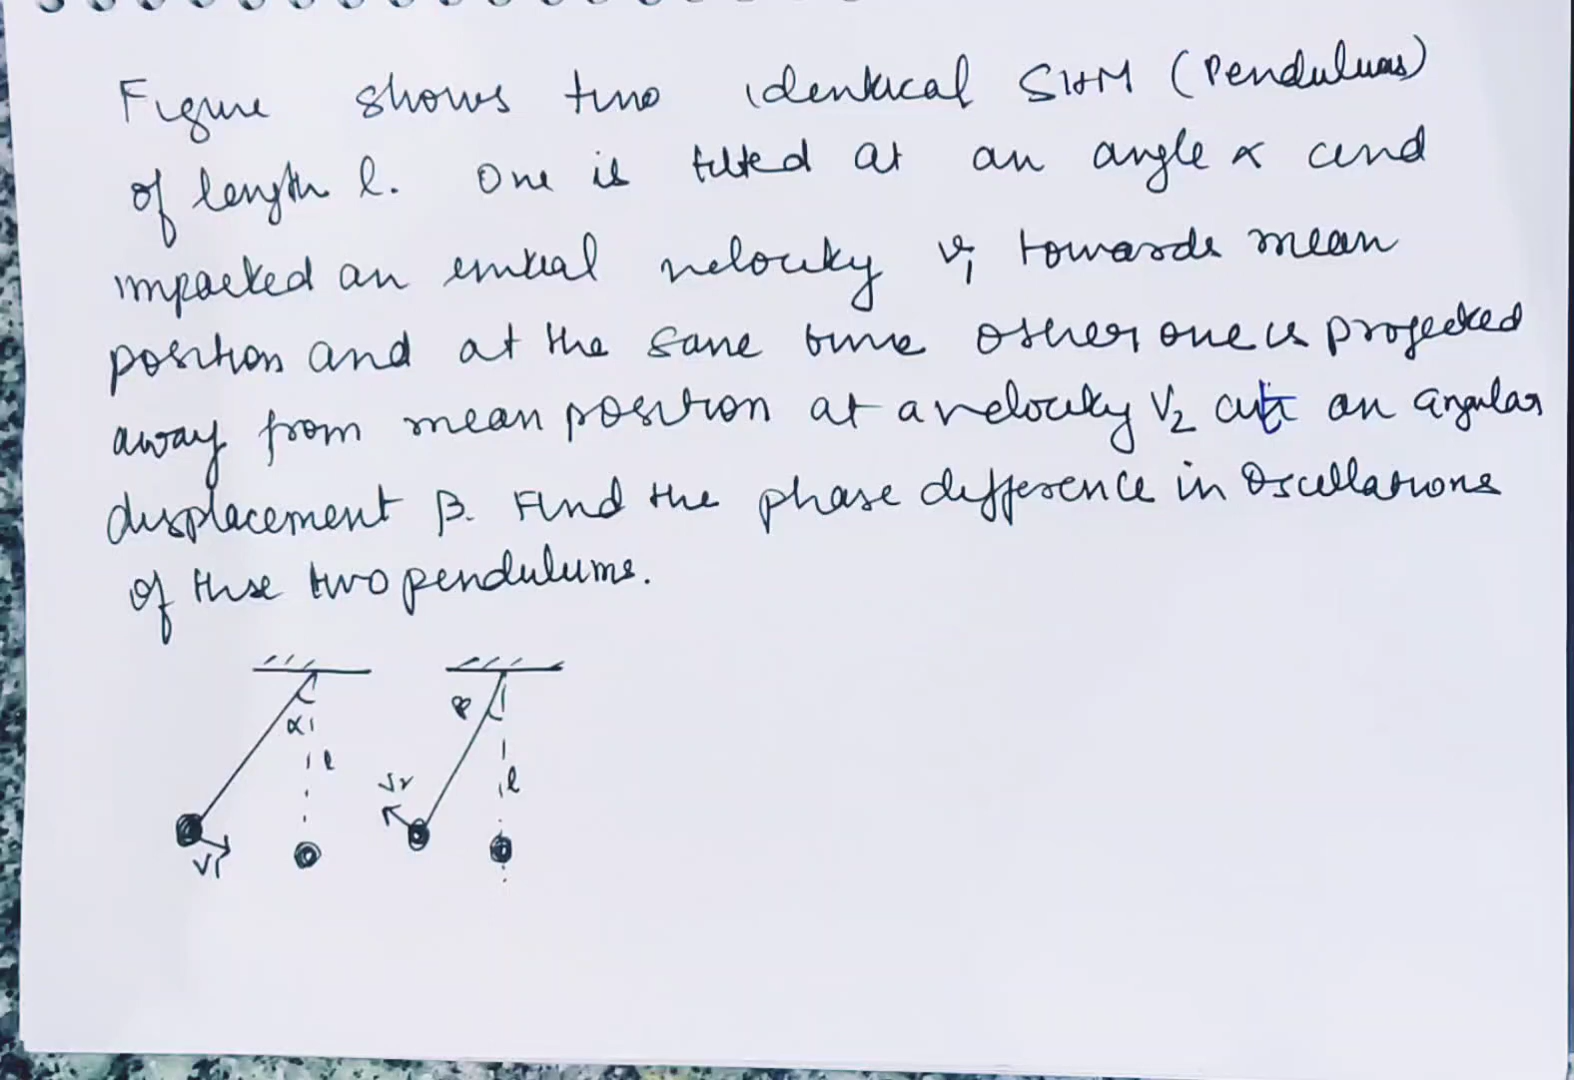 Figure shows two identical SHM (Pendulums)
of length l. One is tilted at an angle α and
imparted an initial velocity v₁ towards mean
position and at the same time other one is projected
away from mean position at a velocity V₂ at an angular
displacement β. Find the phase difference in Oscillations
of these two pendulums.
α l
V₁
β l
V₂